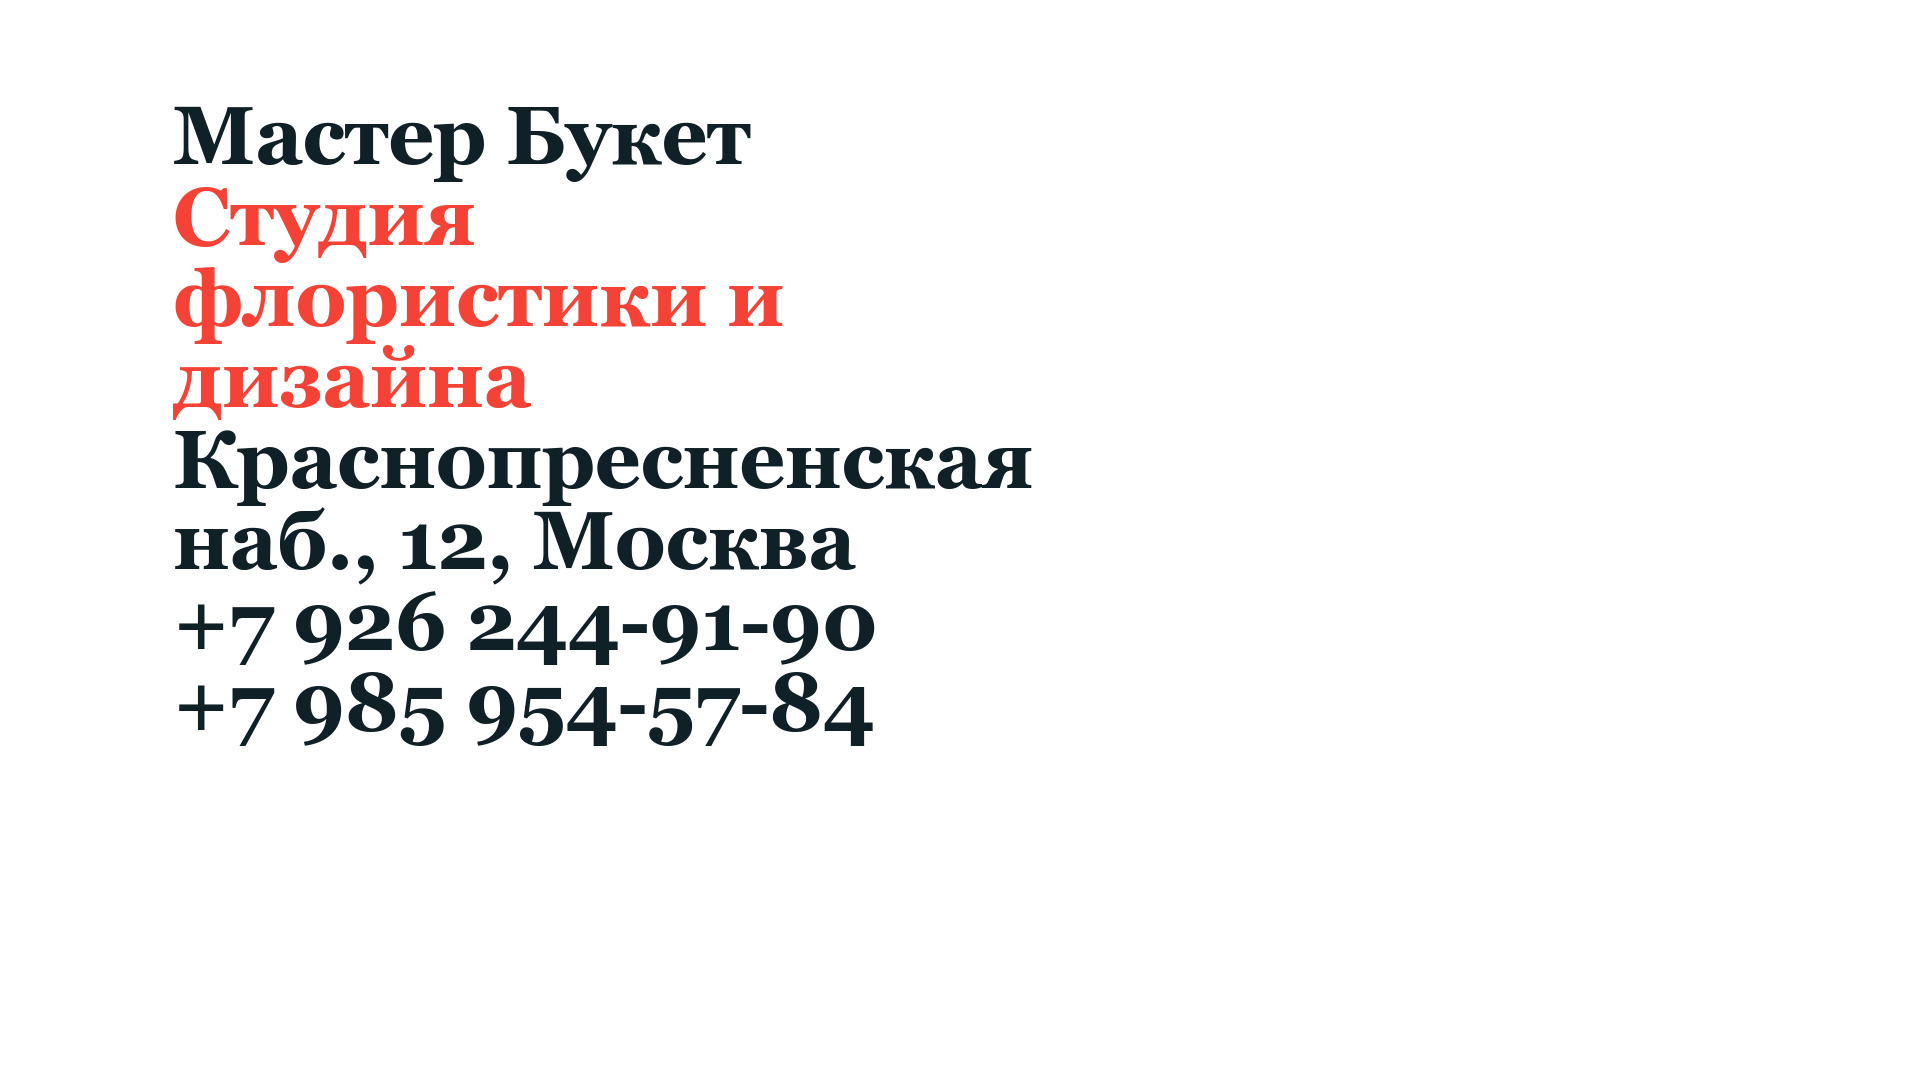 Мастер Букет
Студия
флористики и
дизайна
Краснопресненская
наб., 12, Москва
+7 926 244-91-90
+7 985 954-57-84